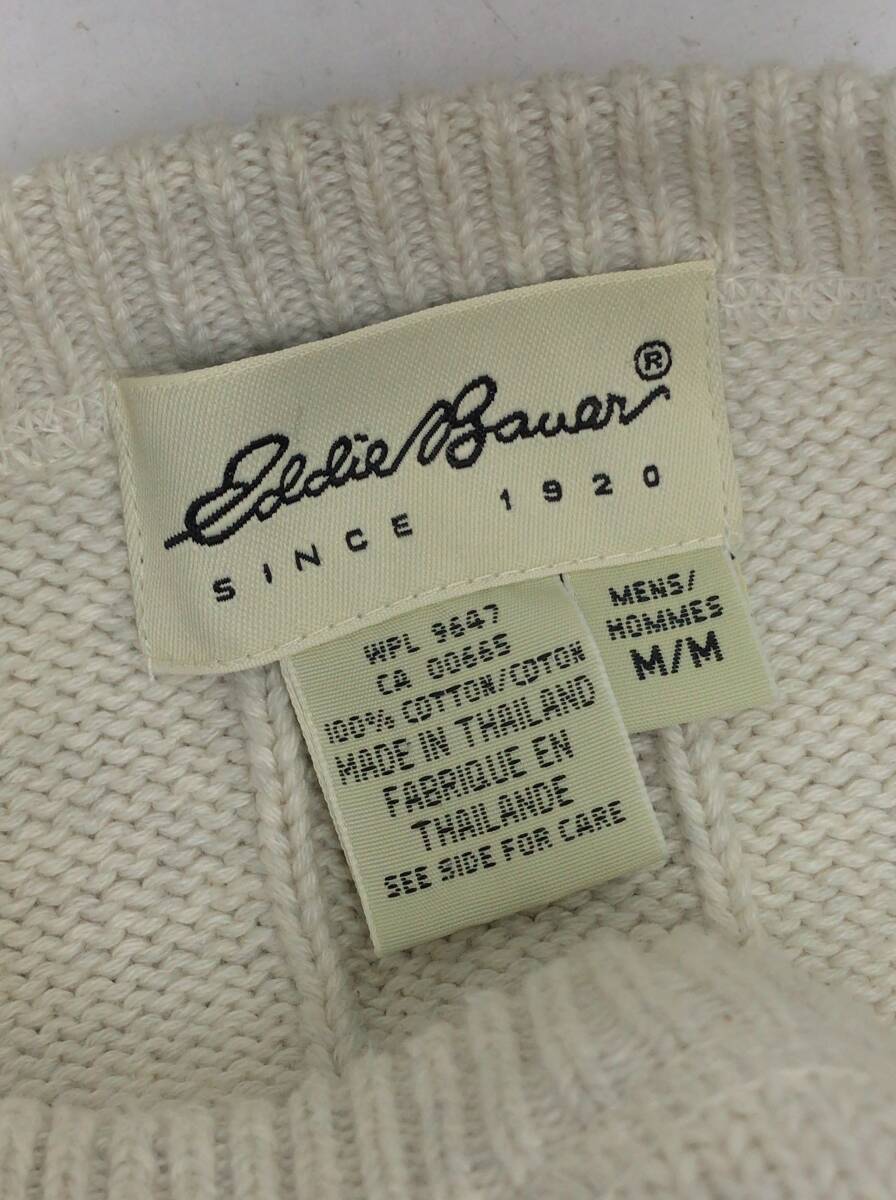 Eddie Bauer®
SINCE 1920
WPL 9647
CA 00665
100% COTTON/COTON
MADE IN THAILAND
FABRIQUE EN
THAILANDE
SEE SIDE FOR CARE
MENS/
HOMMES
M/M